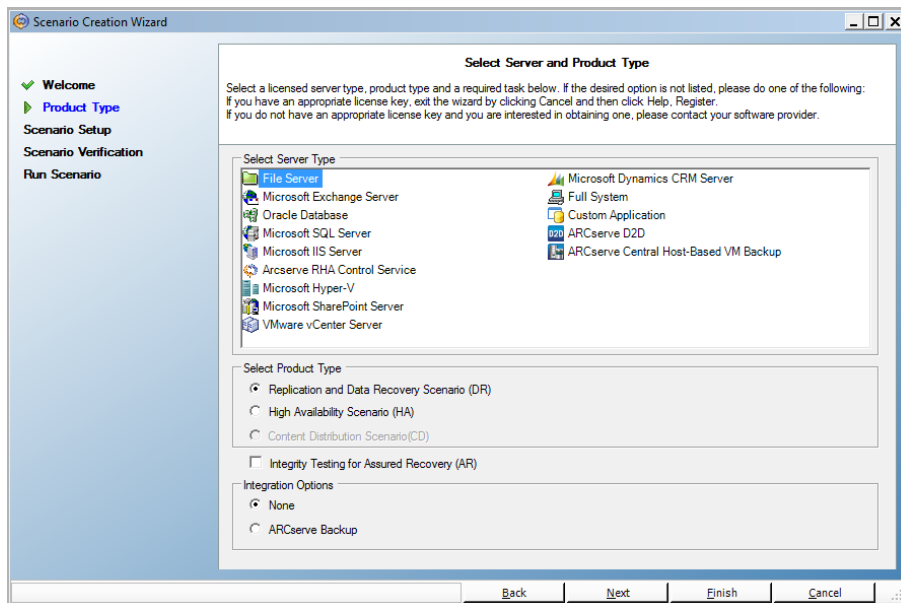 Scenario Creation Wizard
Welcome
Product Type
Scenario Setup
Scenario Verification
Run Scenario
Select Server and Product Type
Select a licensed server type, product type and a required task below. If the desired option is not listed, please do one of the following:
If you have an appropriate license key, exit the wizard by clicking Cancel and then click Help, Register.
If you do not have an appropriate license key and you are interested in obtaining one, please contact your software provider.
Select Server Type
File Server
Microsoft Exchange Server
Oracle Database
Microsoft SQL Server
Microsoft IIS Server
Arcserve RHA Control Service
Microsoft Hyper-V
Microsoft SharePoint Server
VMware vCenter Server
Microsoft Dynamics CRM Server
Full System
Custom Application
D2D ARCserve D2D
ARCserve Central Host-Based VM Backup
Select Product Type
Replication and Data Recovery Scenario (DR)
High Availability Scenario (HA)
Content Distribution Scenario(CD)
Integrity Testing for Assured Recovery (AR)
Integration Options
None
ARCserve Backup
Back Next Finish Cancel